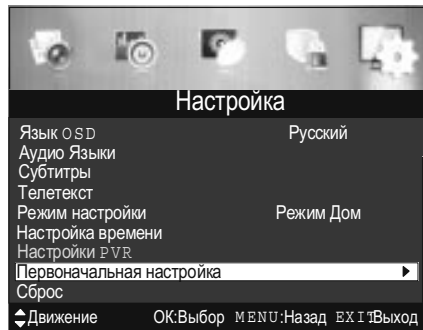 Настройка
Язык OSD Русский
Аудио Языки
Субтитры
Телетекст
Режим настройки Режим Дом
Настройка времени
Настройки PVR
Первоначальная настройка
Сброс
Движение OK:Выбор MENU:Назад EXIT:Выход